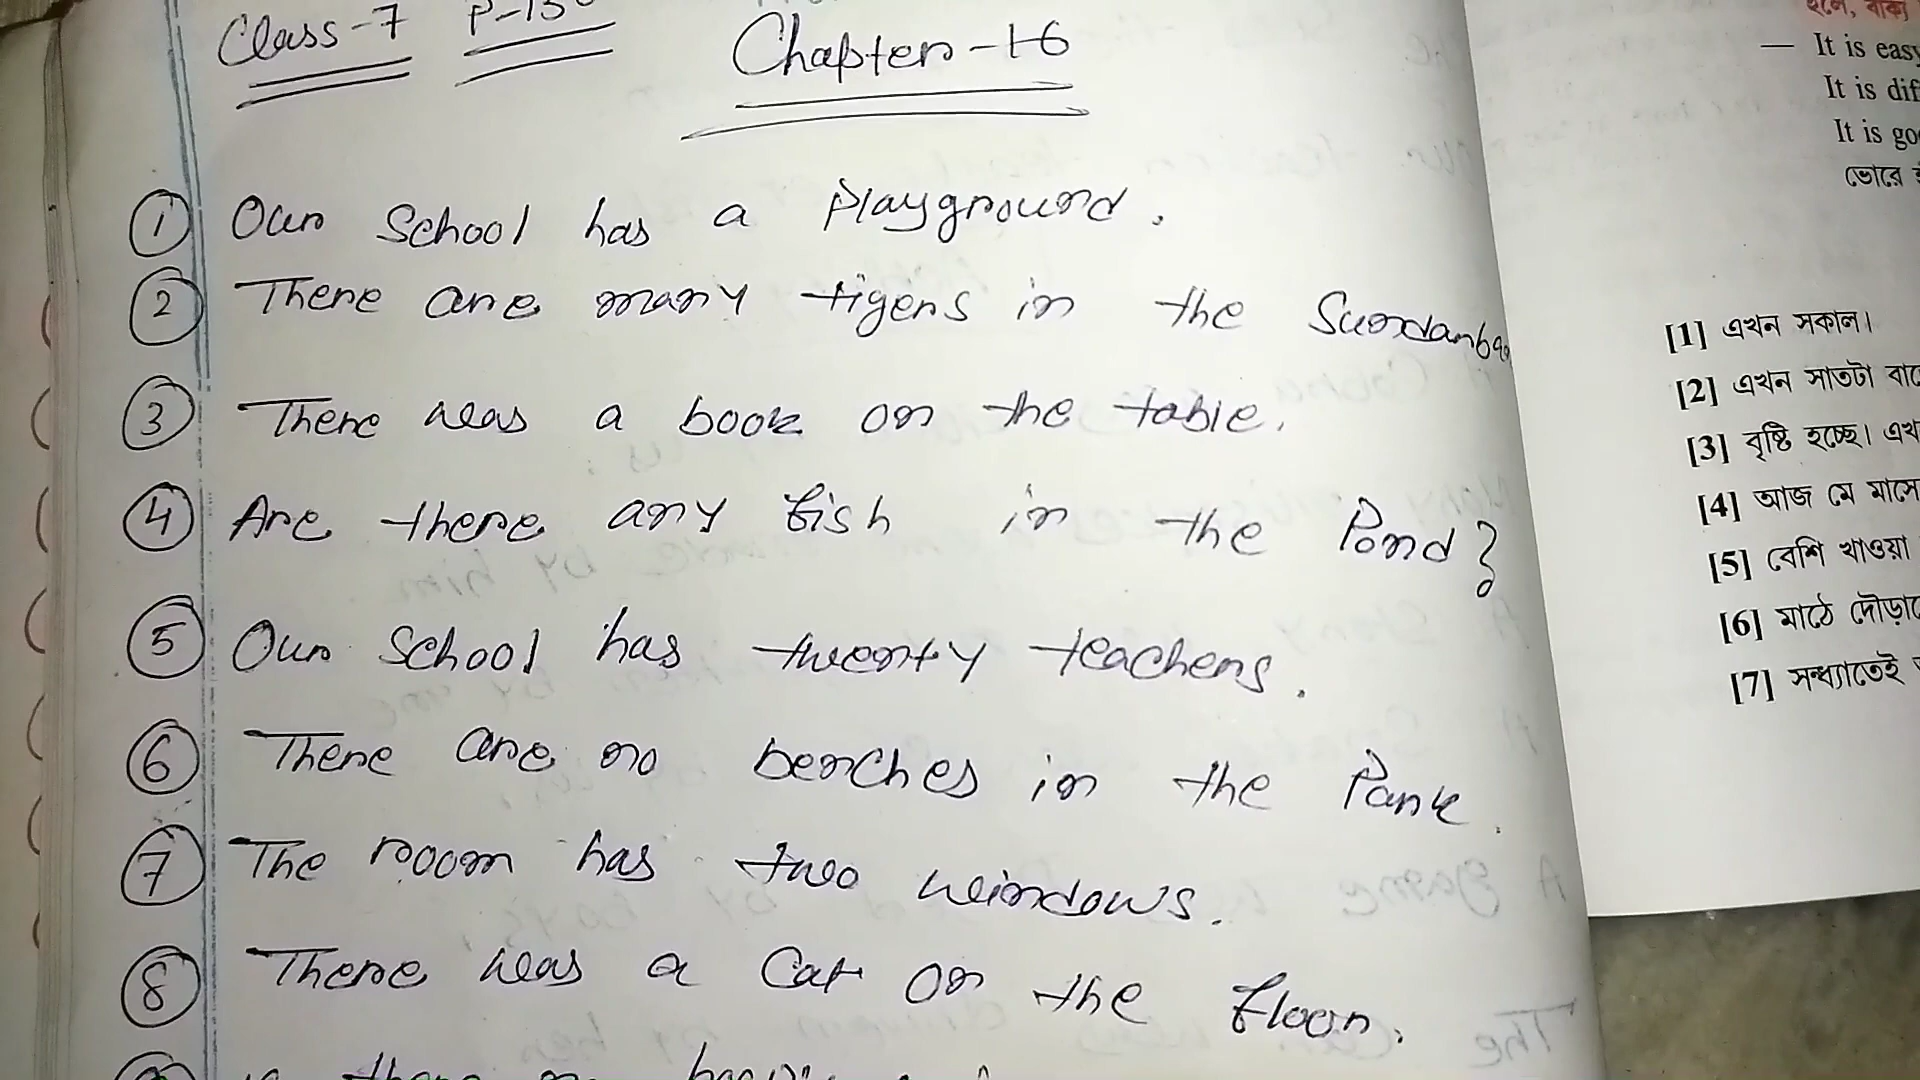 Class-7 P-13
Chapter-16
① Our School has a playground.
② There are many tigers in the Sundarba
③ There was a book on the table.
④ Are there any fish in the Pond?
⑤ Our School has twenty teachers.
⑥ There are no benches in the Park.
⑦ The room has two windows.
⑧ There was a Cat on the floor.
হলে, বাক্য
— It is easy
It is dif
It is go
ভোরে
[1] এখন সকাল।
[2] এখন সাতটা বাজে
[3] বৃষ্টি হচ্ছে। এখ
[4] আজ মে মাসে
[5] বেশি খাওয়া
[6] মাঠে দৌড়াে
[7] সন্ধ্যাতেই